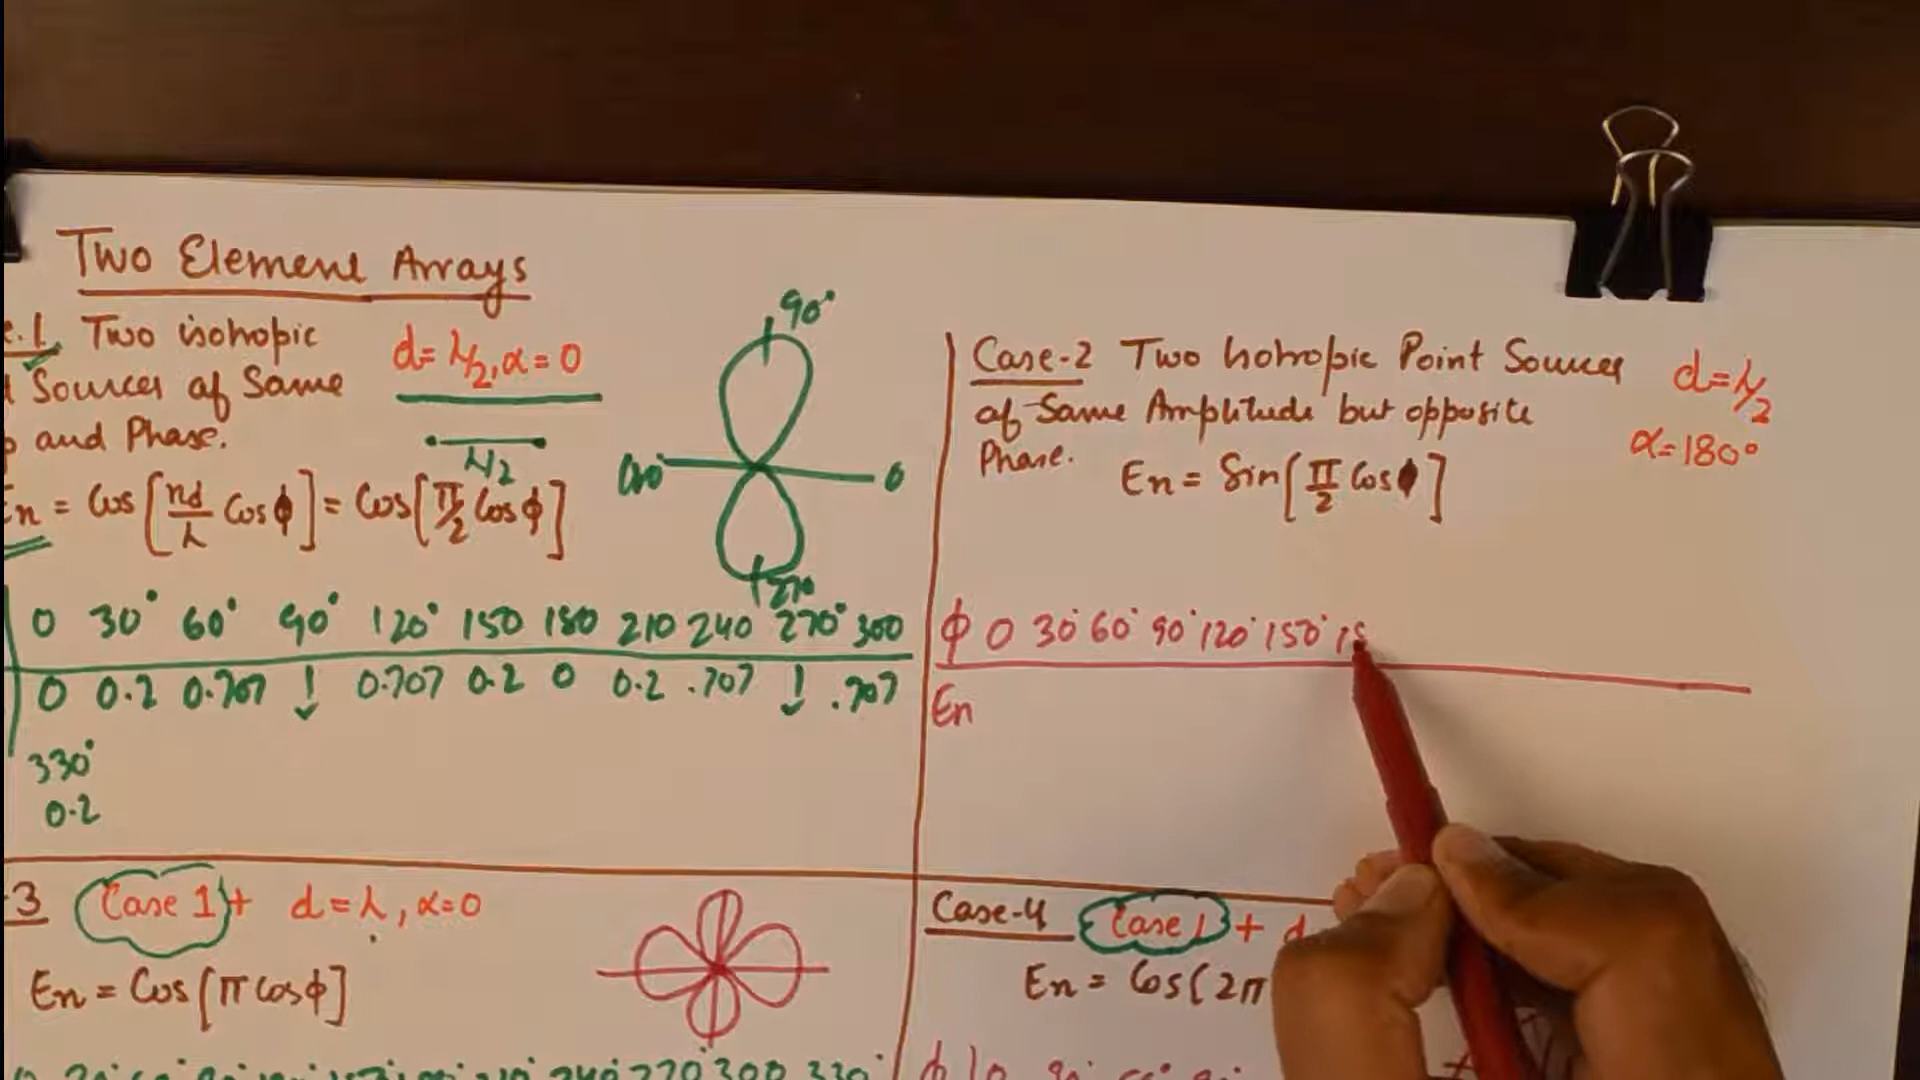 Two Element Arrays
e.1. Two isotropic
Sources of Same
and Phase.
d=λ/2, α=0
λ/2
En = Cos[πd/λ Cosϕ] = Cos[π/2 Cosϕ]
90°
0
270
0 30° 60° 90° 120° 150 180 210 240 270° 300
0 0.2 0.707 1 0.707 0.2 0 0.2 .707 1 .707
330°
0.2
Case-2 Two Isotropic Point Sources
of Same Amplitude but opposite
Phase.
d=λ/2
α=180°
En = Sin[π/2 Cosϕ]
ϕ 0 30° 60° 90° 120° 150° 18
En
-3 Case 1 + d=λ, α=0
En = Cos[π Cosϕ]
Case-4 Case 1 + d
En = Cos(2π